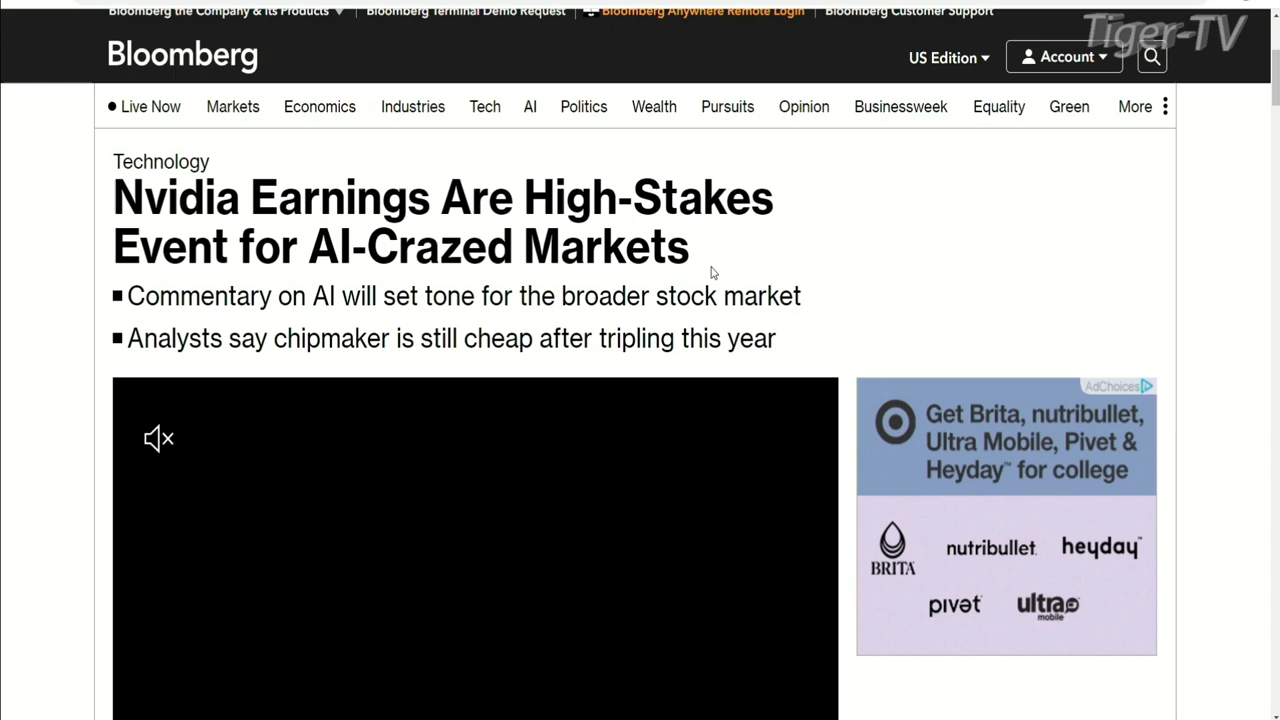 Bloomberg the Company & Its Products Bloomberg Terminal Demo Request Bloomberg Anywhere Remote Login Bloomberg Customer Support
Tiger-TV
Bloomberg
US Edition
Account
Live Now Markets Economics Industries Tech AI Politics Wealth Pursuits Opinion Businessweek Equality Green More
Technology
Nvidia Earnings Are High-Stakes
Event for AI-Crazed Markets
Commentary on AI will set tone for the broader stock market
Analysts say chipmaker is still cheap after tripling this year
AdChoices
Get Brita, nutribullet,
Ultra Mobile, Pivet &
Heyday™ for college
BRITA
nutribullet.
heyday™
pivət
ultra
mobile